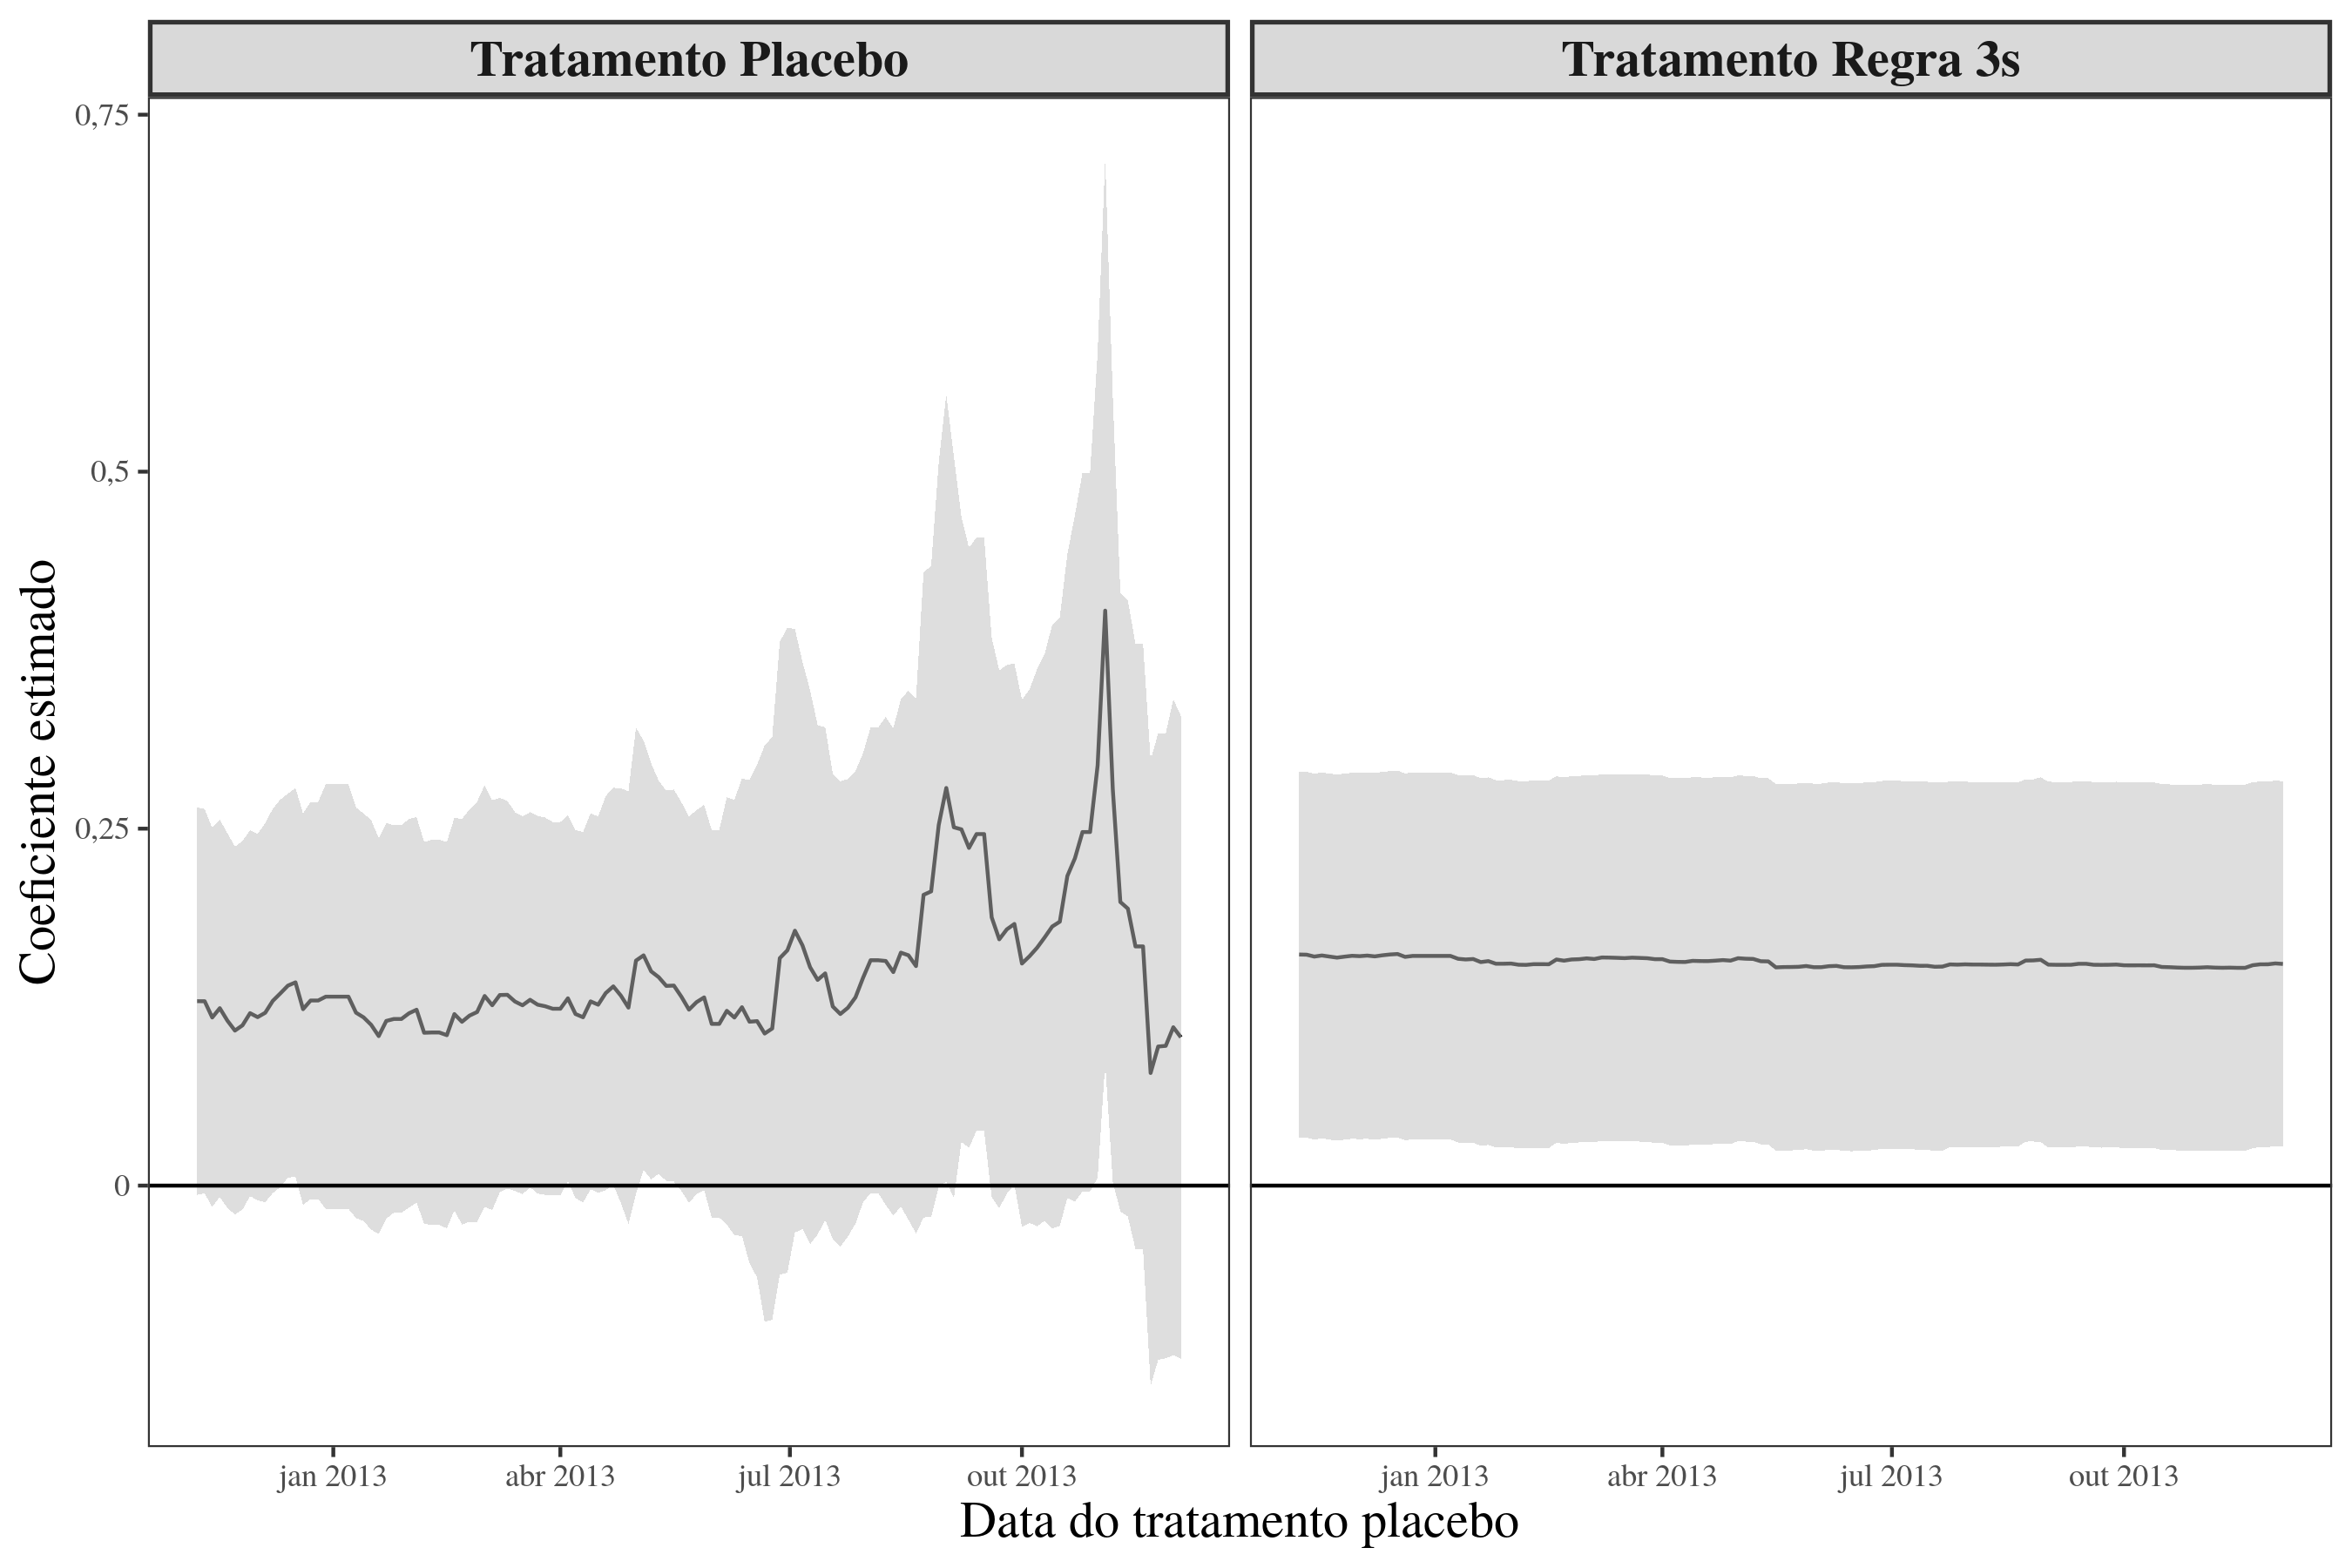 Tratamento Placebo
Tratamento Regra 3s
Coeficiente estimado
0,75
0,5
0,25
0
jan 2013
abr 2013
jul 2013
out 2013
jan 2013
abr 2013
jul 2013
out 2013
Data do tratamento placebo